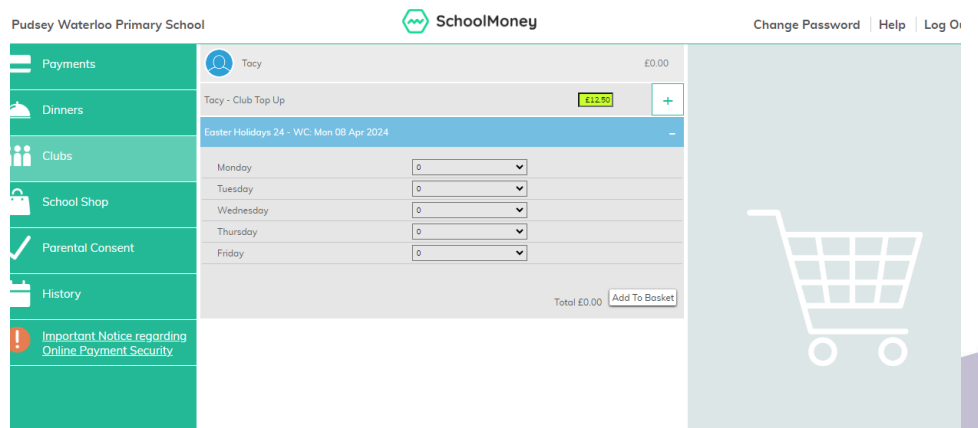 Pudsey Waterloo Primary School
SchoolMoney
Change Password
Help
Log Ou
Payments
Dinners
Clubs
School Shop
Parental Consent
History
Important Notice regarding
Online Payment Security
Tacy
£0.00
Tacy - Club Top Up
£12.50
+
Easter Holidays 24 - WC: Mon 08 Apr 2024
-
Monday 0
Tuesday 0
Wednesday 0
Thursday 0
Friday 0
Total £0.00 Add To Basket